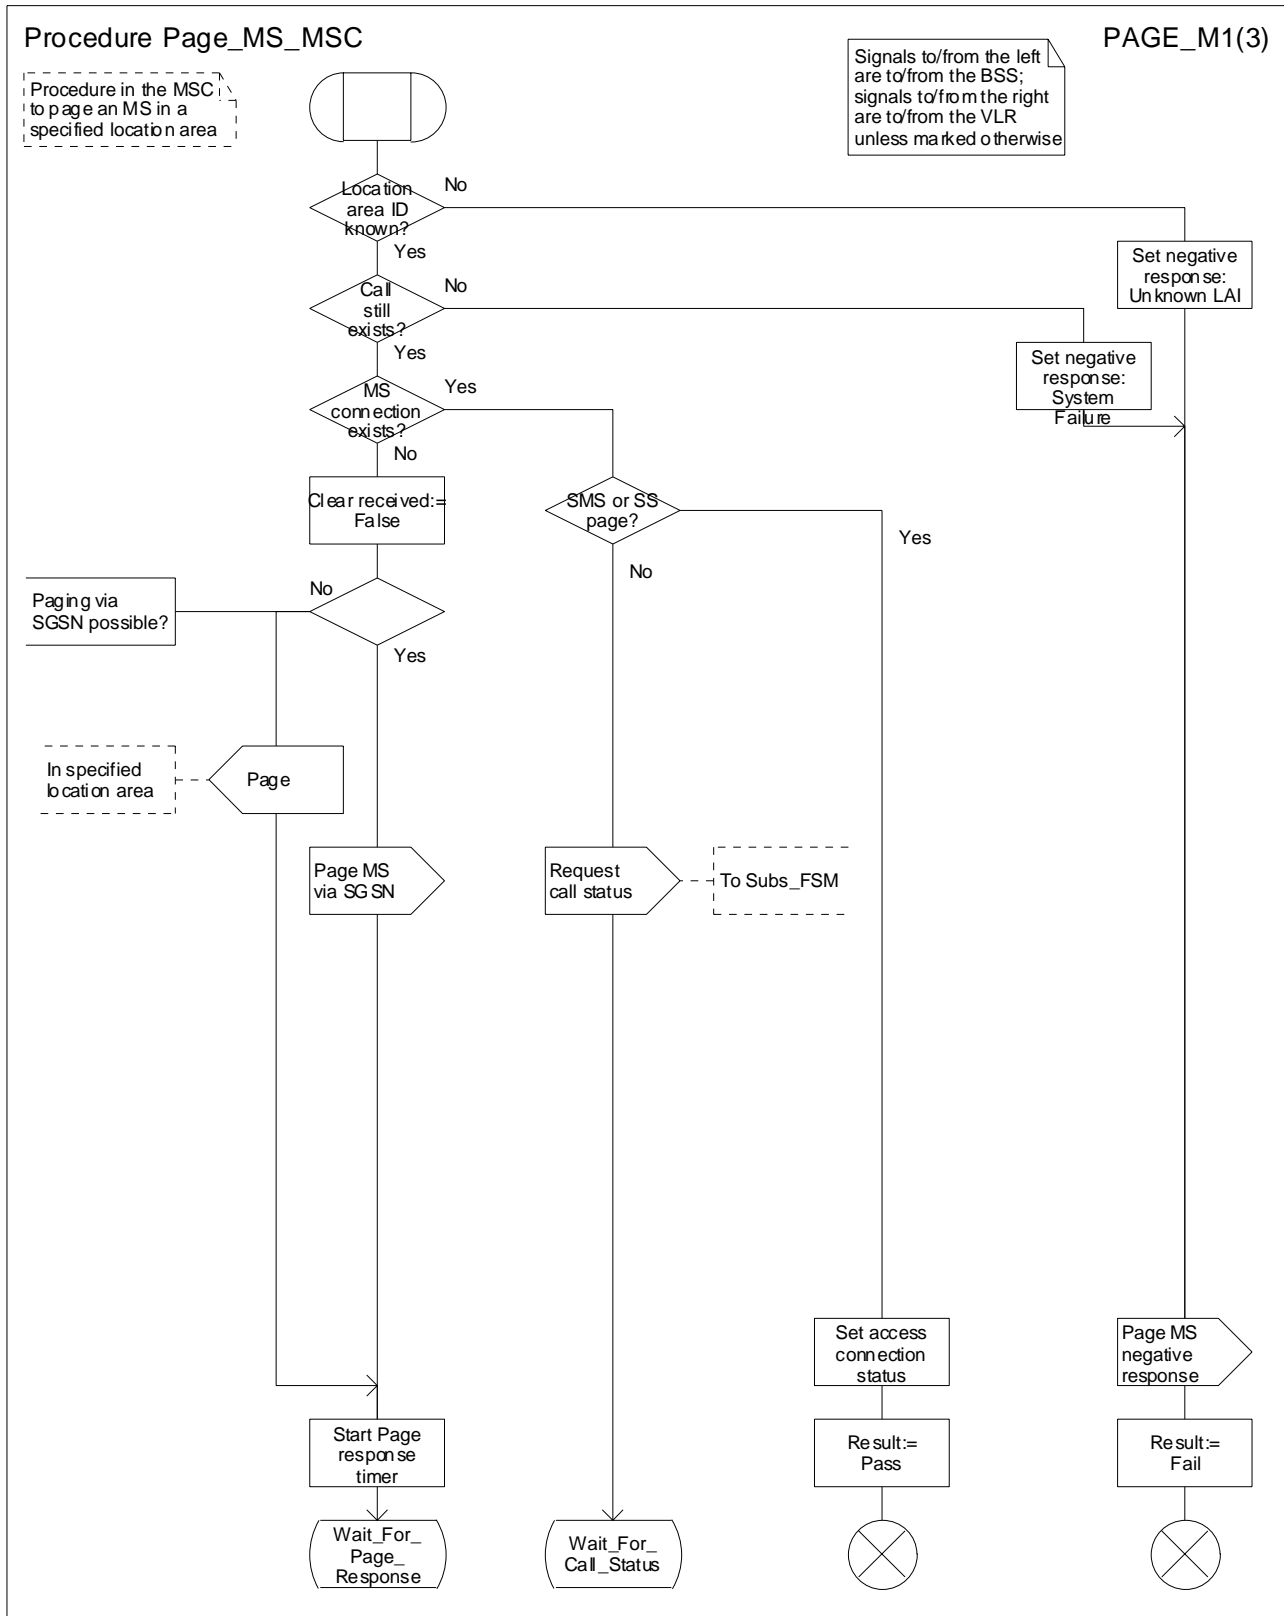 Procedure Page_MS_MSC
PAGE_M1(3)
Procedure in the MSC
to page an MS in a
specified location area
Signals to/from the left
are to/from the BSS;
signals to/from the right
are to/from the VLR
unless marked otherwise
Location
area ID
known?
No
Yes
Set negative
response:
Unknown LAI
Call
still
exists?
No
Yes
Set negative
response:
System
Failure
MS
connection
exists?
Yes
No
Clear received:=
False
SMS or SS
page?
Yes
No
Paging via
SGSN possible?
No
Yes
In specified
location area
Page
Page MS
via SGSN
Request
call status
To Subs_FSM
Set access
connection
status
Page MS
negative
response
Start Page
response
timer
Result:=
Pass
Result:=
Fail
Wait_For_
Page_
Response
Wait_For_
Call_Status